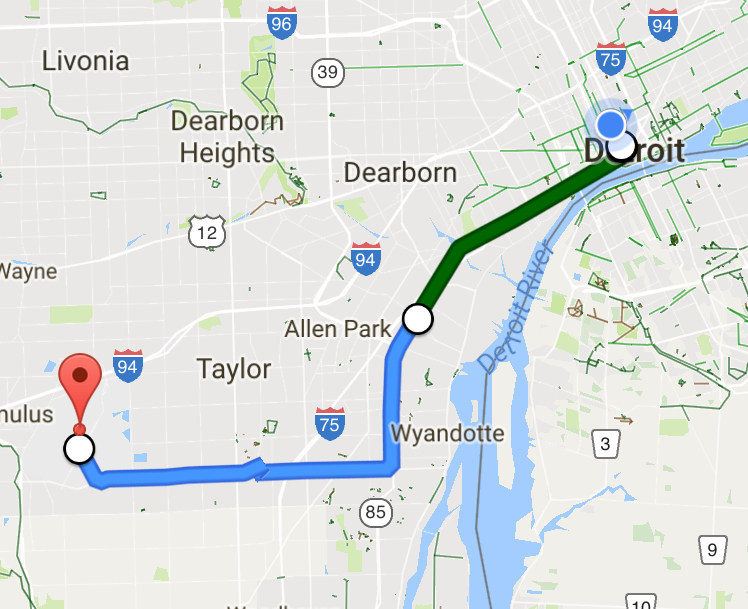 96
94
75
Livonia
39
Dearborn
Heights
Detroit River
Dearborn
12
94
Wayne
Allen Park
94
Taylor
mulus
75
Wyandotte
3
85
9
10